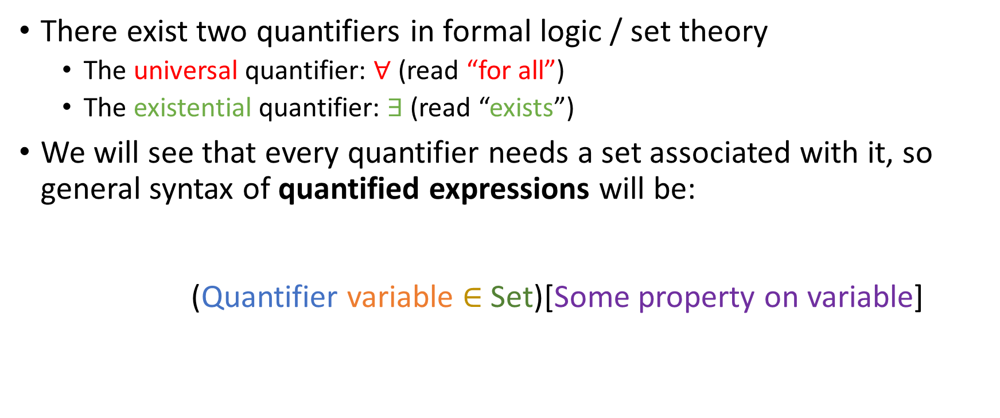 • There exist two quantifiers in formal logic / set theory
• The universal quantifier: ∀ (read “for all”)
• The existential quantifier: ∃ (read “exists”)
• We will see that every quantifier needs a set associated with it, so
general syntax of quantified expressions will be:
(Quantifier variable ∈ Set)[Some property on variable]